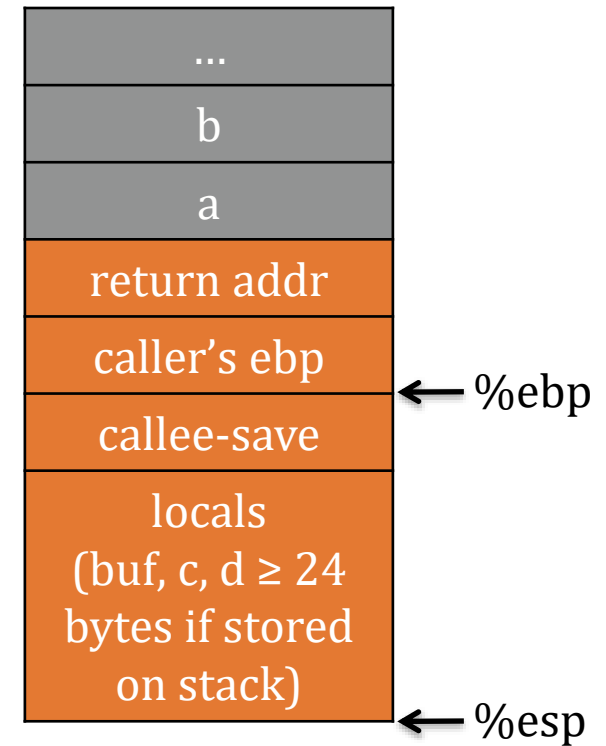 ...
b
a
return addr
caller’s ebp
%ebp
callee-save
locals
(buf, c, d ≥ 24
bytes if stored
on stack)
%esp